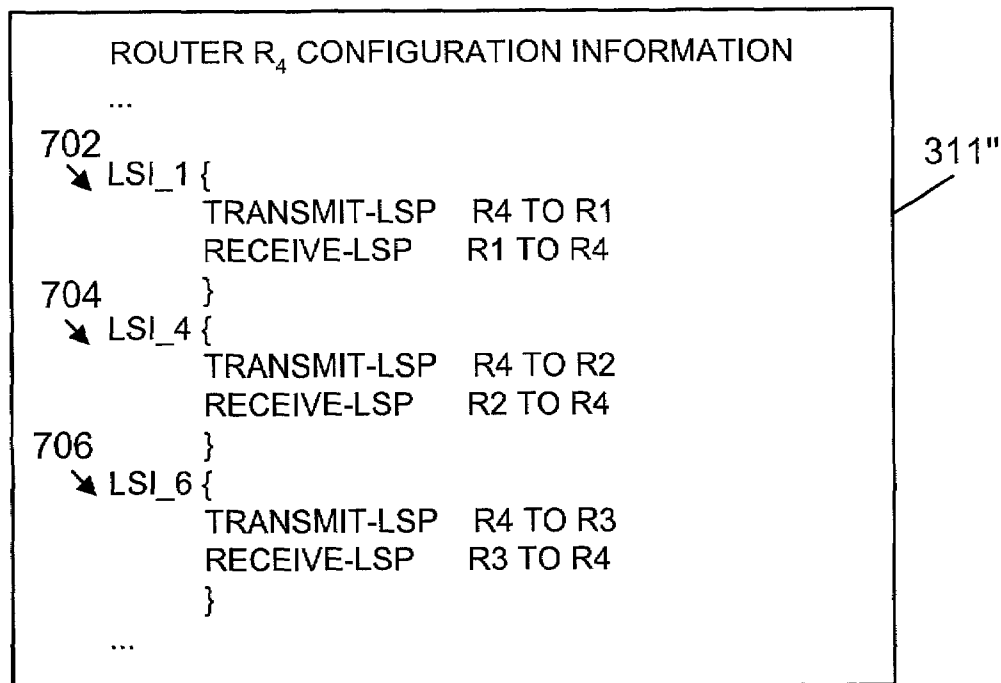 ROUTER R4 CONFIGURATION INFORMATION
...
702
LSI_1 {
TRANSMIT-LSP R4 TO R1
RECEIVE-LSP R1 TO R4
}
704
LSI_4 {
TRANSMIT-LSP R4 TO R2
RECEIVE-LSP R2 TO R4
}
706
LSI_6 {
TRANSMIT-LSP R4 TO R3
RECEIVE-LSP R3 TO R4
}
...
311"